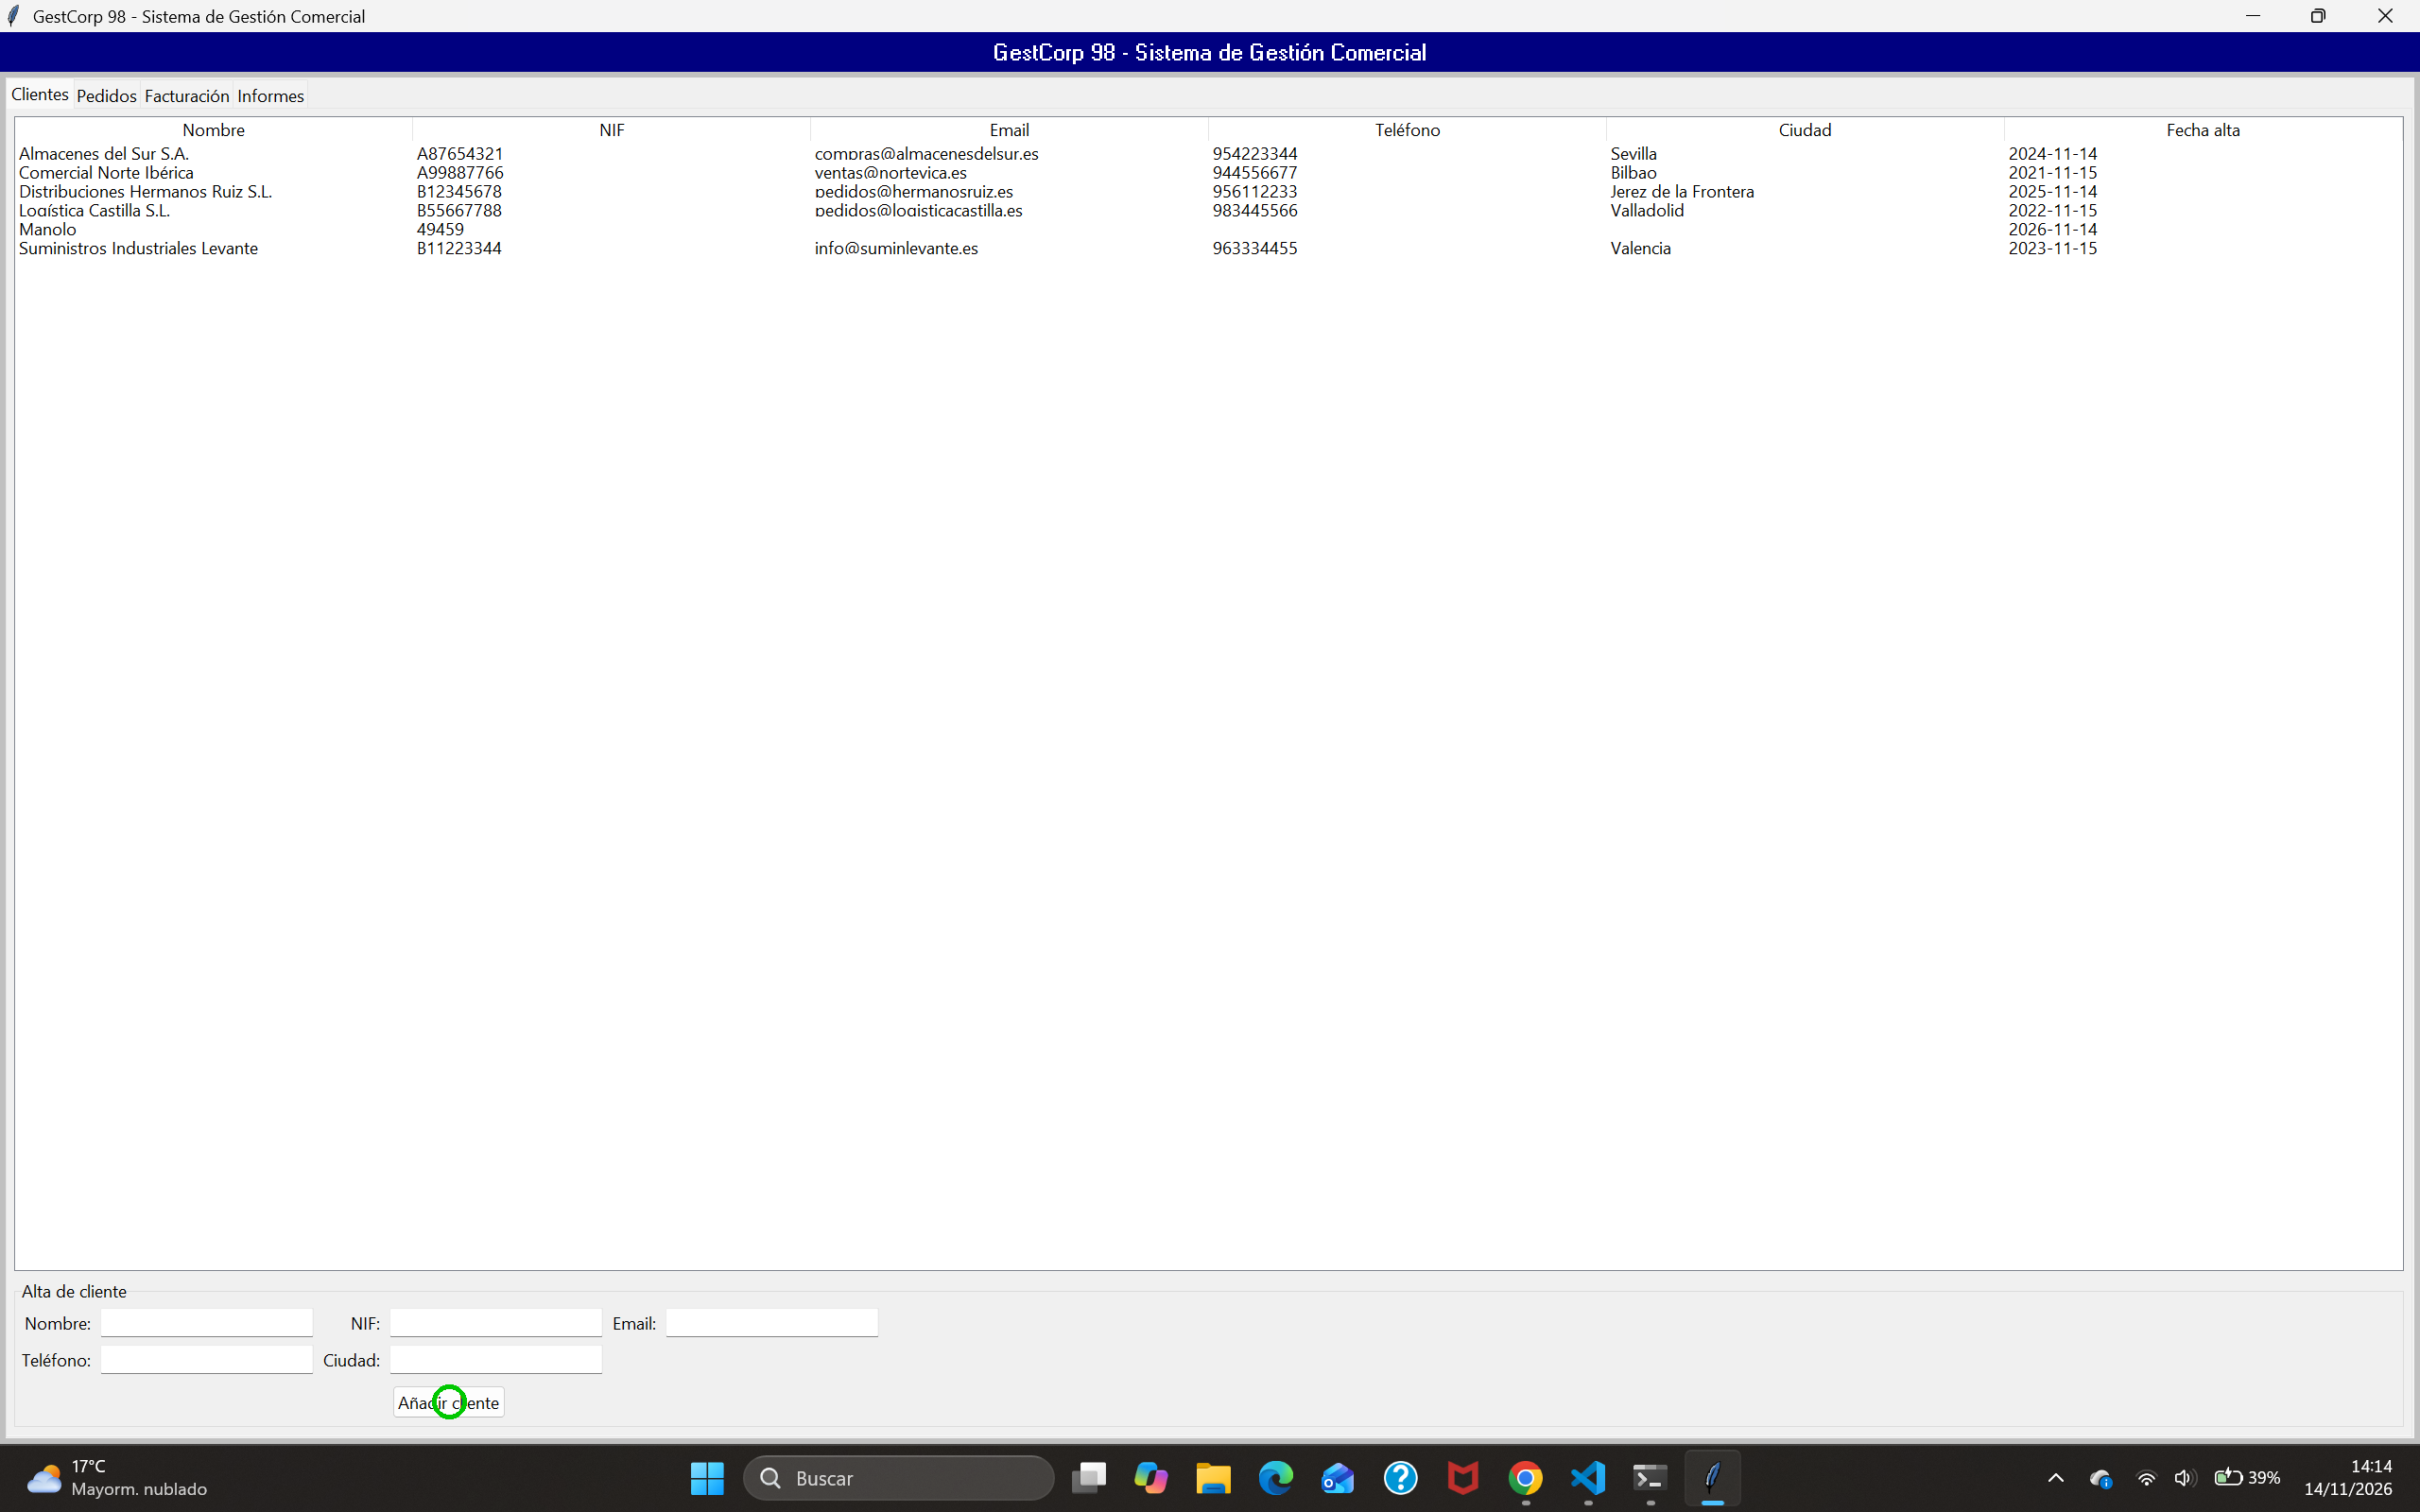 GestCorp 98 - Sistema de Gestión Comercial
GestCorp 98 - Sistema de Gestión Comercial
Clientes Pedidos Facturación Informes
Nombre NIF Email Teléfono Ciudad Fecha alta
Almacenes del Sur S.A. A87654321 compras@almacenesdelsur.es 954223344 Sevilla 2024-11-14
Comercial Norte Ibérica A99887766 ventas@nortevica.es 944556677 Bilbao 2021-11-15
Distribuciones Hermanos Ruiz S.L. B12345678 pedidos@hermanosruiz.es 956112233 Jerez de la Frontera 2025-11-14
Logística Castilla S.L. B55667788 pedidos@logisticacastilla.es 983445566 Valladolid 2022-11-15
Manolo 49459 2026-11-14
Suministros Industriales Levante B11223344 info@suminlevante.es 963334455 Valencia 2023-11-15
Alta de cliente
Nombre: NIF: Email:
Teléfono: Ciudad:
Añadir cliente
17°C
Mayorm. nublado
Buscar
39%
14:14
14/11/2026